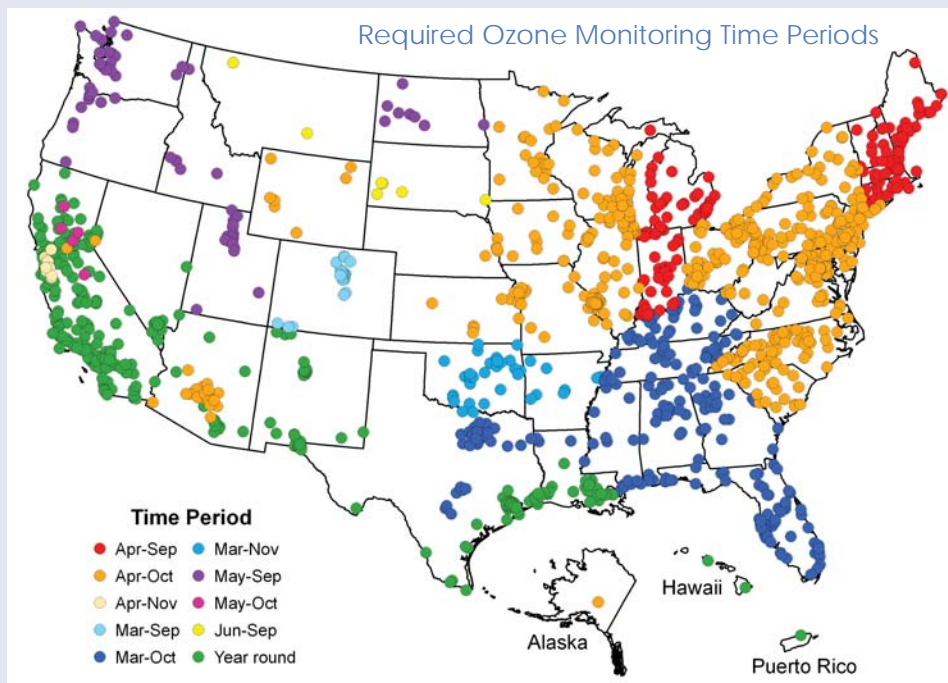 Required Ozone Monitoring Time Periods
Time Period
Apr-Sep
Apr-Oct
Apr-Nov
Mar-Sep
Mar-Oct
Mar-Nov
May-Sep
May-Oct
Jun-Sep
Year round
Alaska
Hawaii
Puerto Rico